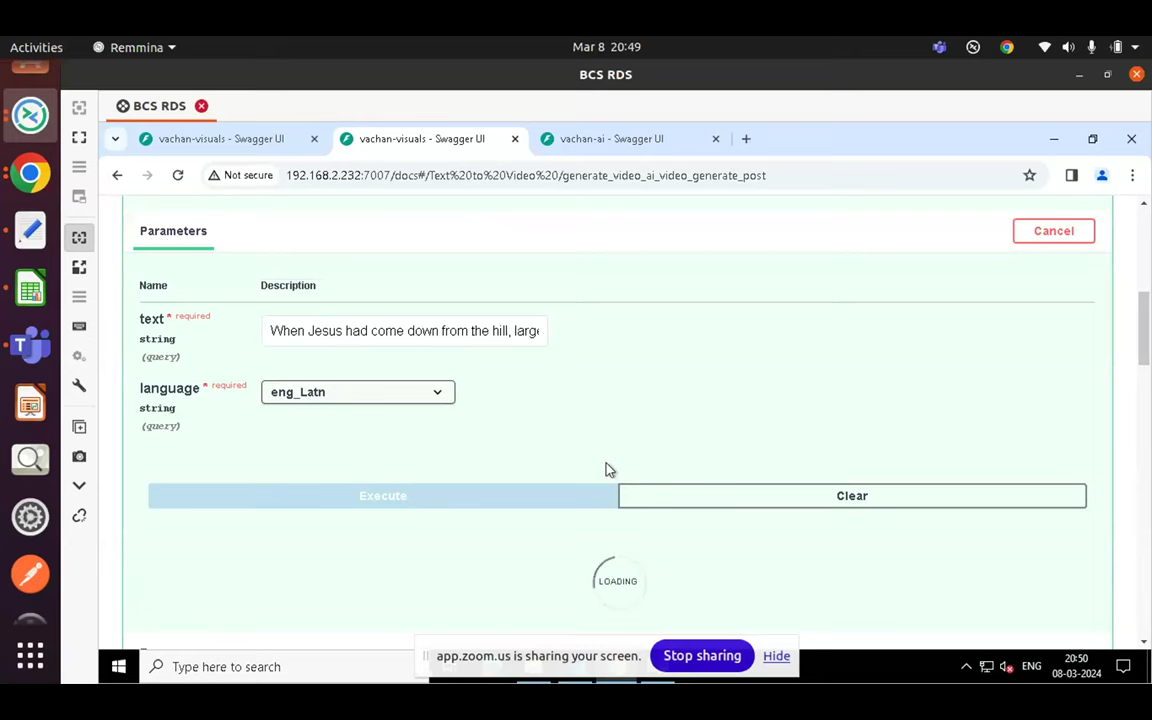 Activities
Remmina
Mar 8 20:49
BCS RDS
BCS RDS
vachan-visuals - Swagger UI
vachan-visuals - Swagger UI
vachan-ai - Swagger UI
Not secure
192.168.2.232:7007/docs#/Text%20to%20Video%20/generate_video_ai_video_generate_post
Parameters
Cancel
Name
Description
text * required
string
(query)
When Jesus had come down from the hill, large
language * required
string
(query)
eng_Latn
Execute
Clear
LOADING
app.zoom.us is sharing your screen.
Stop sharing
Hide
Type here to search
ENG
20:50
08-03-2024